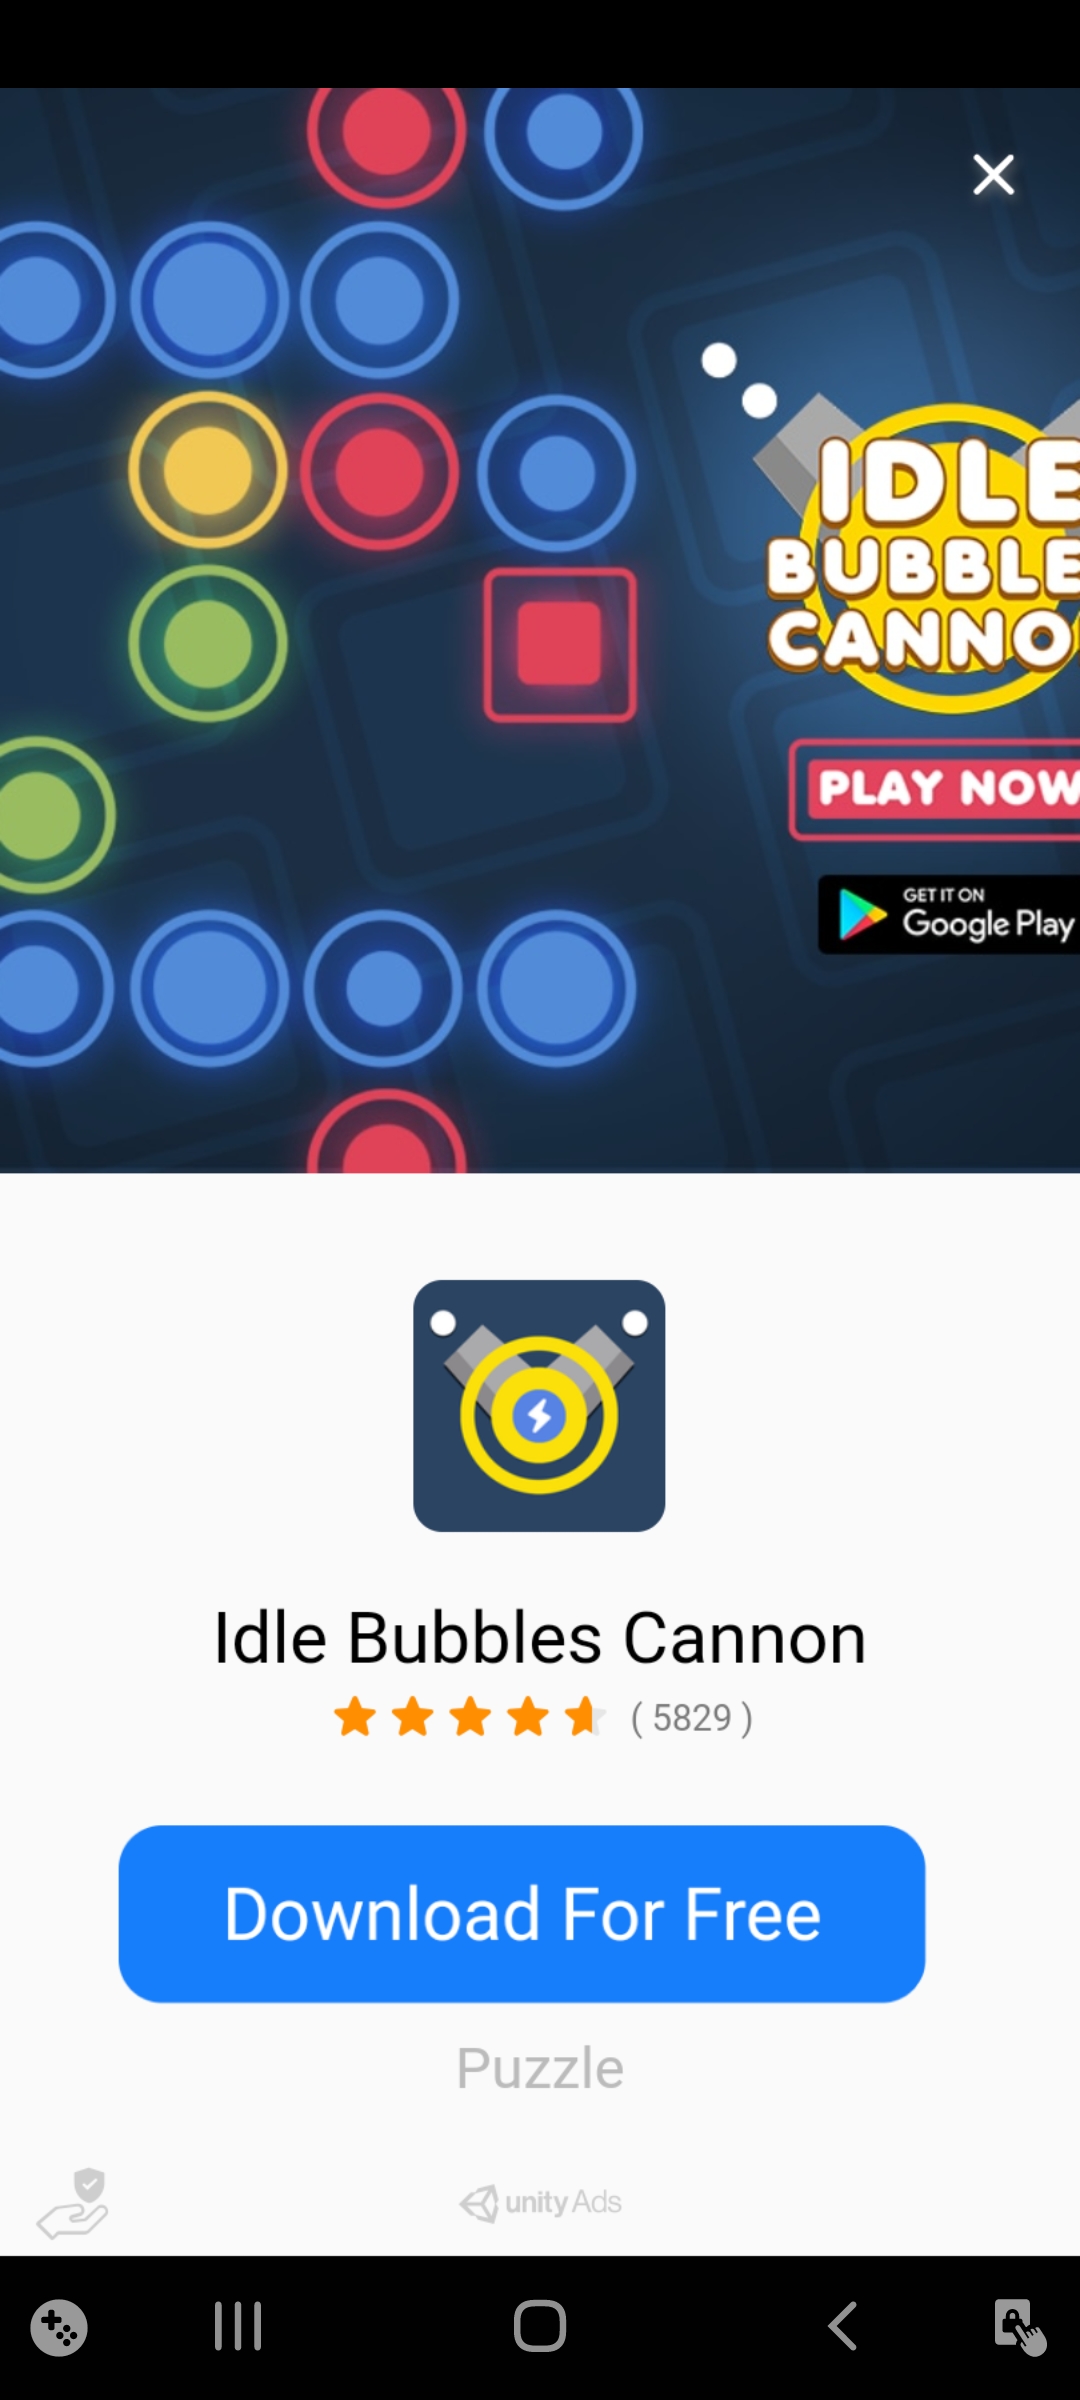 IDLE
BUBBLE
CANNO
PLAY NOW
GET IT ON
Google Play
Idle Bubbles Cannon
( 5829 )
Download For Free
Puzzle
unity Ads